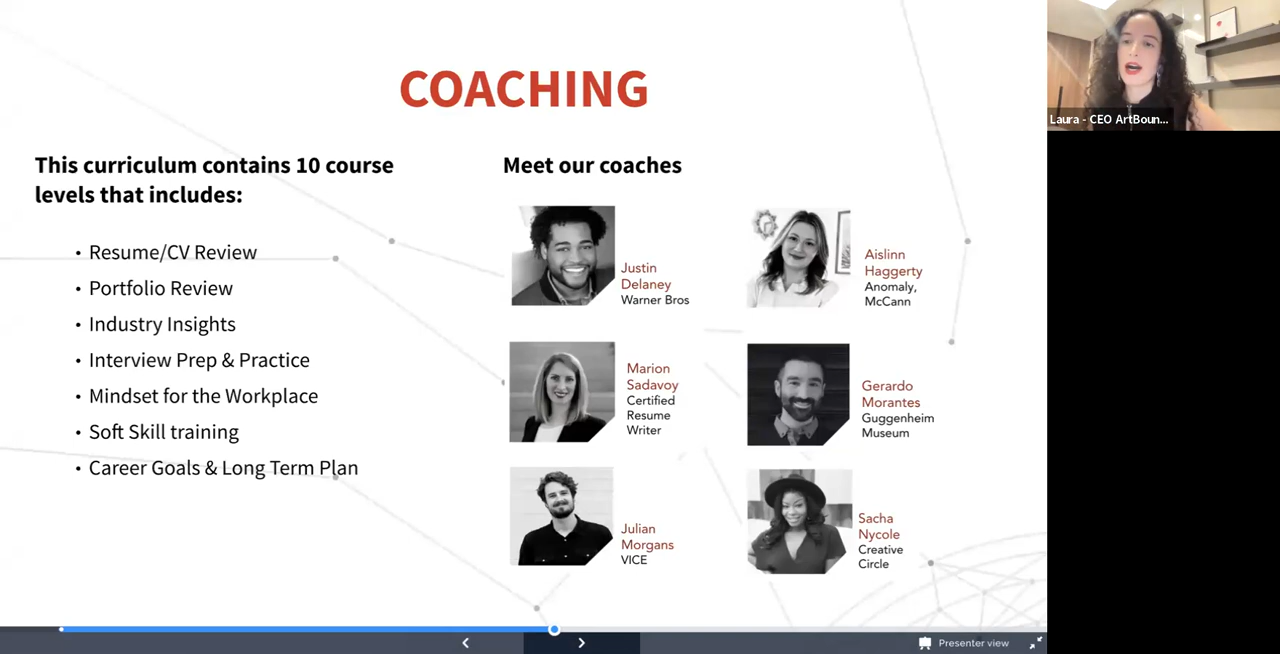 COACHING
This curriculum contains 10 course
levels that includes:
• Resume/CV Review
• Portfolio Review
• Industry Insights
• Interview Prep & Practice
• Mindset for the Workplace
• Soft Skill training
• Career Goals & Long Term Plan
Meet our coaches
Justin
Delaney
Warner Bros
Aislinn
Haggerty
Anomaly,
McCann
Marion
Sadavoy
Certified
Resume
Writer
Gerardo
Morantes
Guggenheim
Museum
Julian
Morgans
VICE
Sacha
Nycole
Creative
Circle
Laura - CEO ArtBoun...
Presenter view